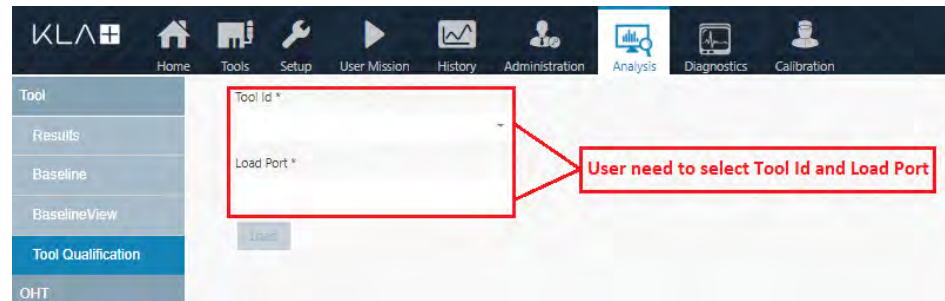 KLA+
Home Tools Setup User Mission History Administration Analysis Diagnostics Calibration
Tool
Results
Baseline
BaselineView
Tool Qualification
OHT
Tool Id *
Load Port *
Load
User need to select Tool Id and Load Port